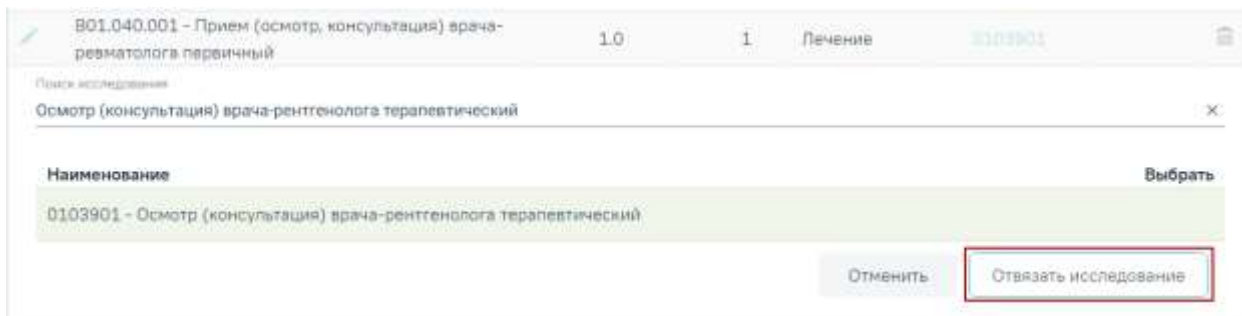 B01.040.001 - Прием (осмотр, консультация) врача-
ревматолога первичный
1.0
1
Лечение
0103901
Поиск исследования
Осмотр (консультация) врача-рентгенолога терапевтический
Наименование
Выбрать
0103901 - Осмотр (консультация) врача-рентгенолога терапевтический
Отменить
Отвязать исследование